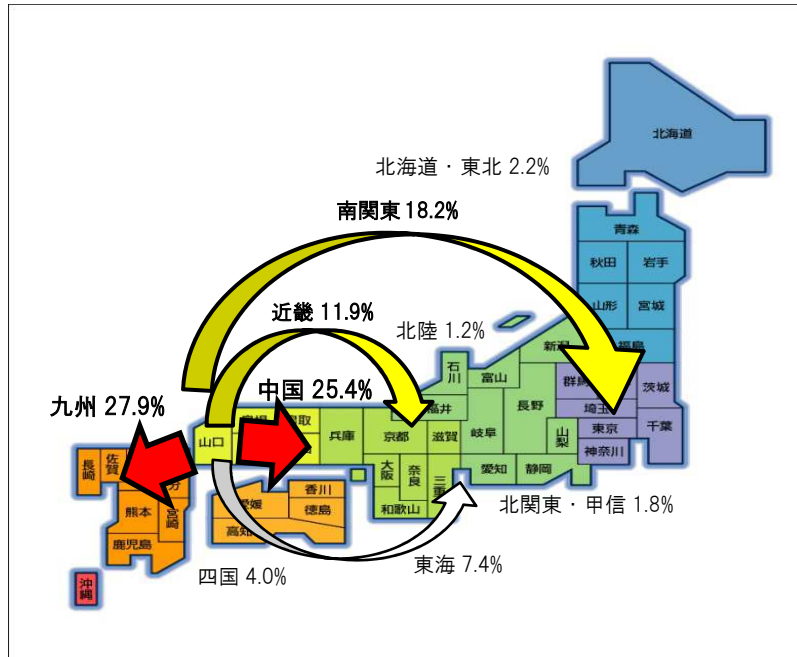 北海道
北海道・東北 2.2%
南関東 18.2%
青森
秋田 岩手
山形 宮城
近畿 11.9%
北陸 1.2%
新潟 福島
石川
富山
群馬 茨城
中国 25.4%
福井
長野
埼玉
九州 27.9%
山口
兵庫
京都
滋賀
岐阜
山梨
東京
千葉
神奈川
長崎
佐賀
大阪
奈良
三重
愛知
静岡
香川
愛媛
徳島
和歌山
北関東・甲信 1.8%
熊本
宮崎
高知
鹿児島
東海 7.4%
四国 4.0%
沖縄